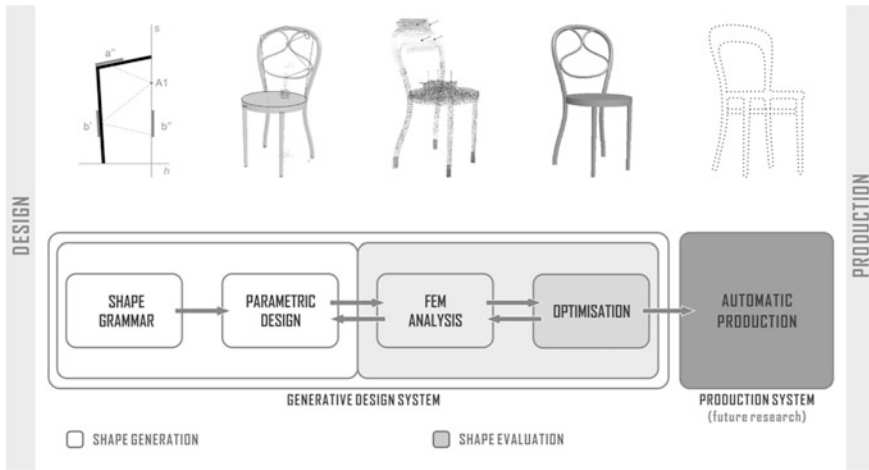 DESIGN
PRODUCTION
s
a''
A1
b'
b''
h
SHAPE
GRAMMAR
PARAMETRIC
DESIGN
FEM
ANALYSIS
OPTIMISATION
AUTOMATIC
PRODUCTION
GENERATIVE DESIGN SYSTEM
PRODUCTION SYSTEM
(future research)
SHAPE GENERATION
SHAPE EVALUATION